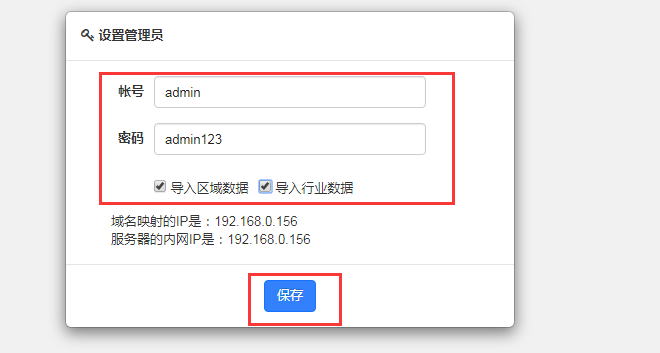 设置管理员
帐号 admin
密码 admin123
导入区域数据 导入行业数据
域名映射的IP是：192.168.0.156
服务器的内网IP是：192.168.0.156
保存